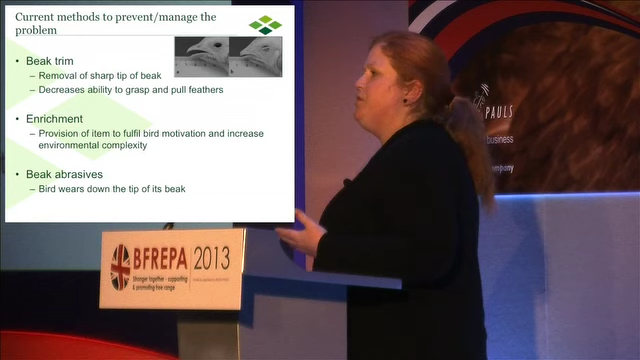 Current methods to prevent/manage the
problem
• Beak trim
– Removal of sharp tip of beak
– Decreases ability to grasp and pull feathers
• Enrichment
– Provision of item to fulfil bird motivation and increase
environmental complexity
• Beak abrasives
– Bird wears down the tip of its beak
PAULS
business
company
BFREPA 2013
Stronger together - supporting
& promoting free range